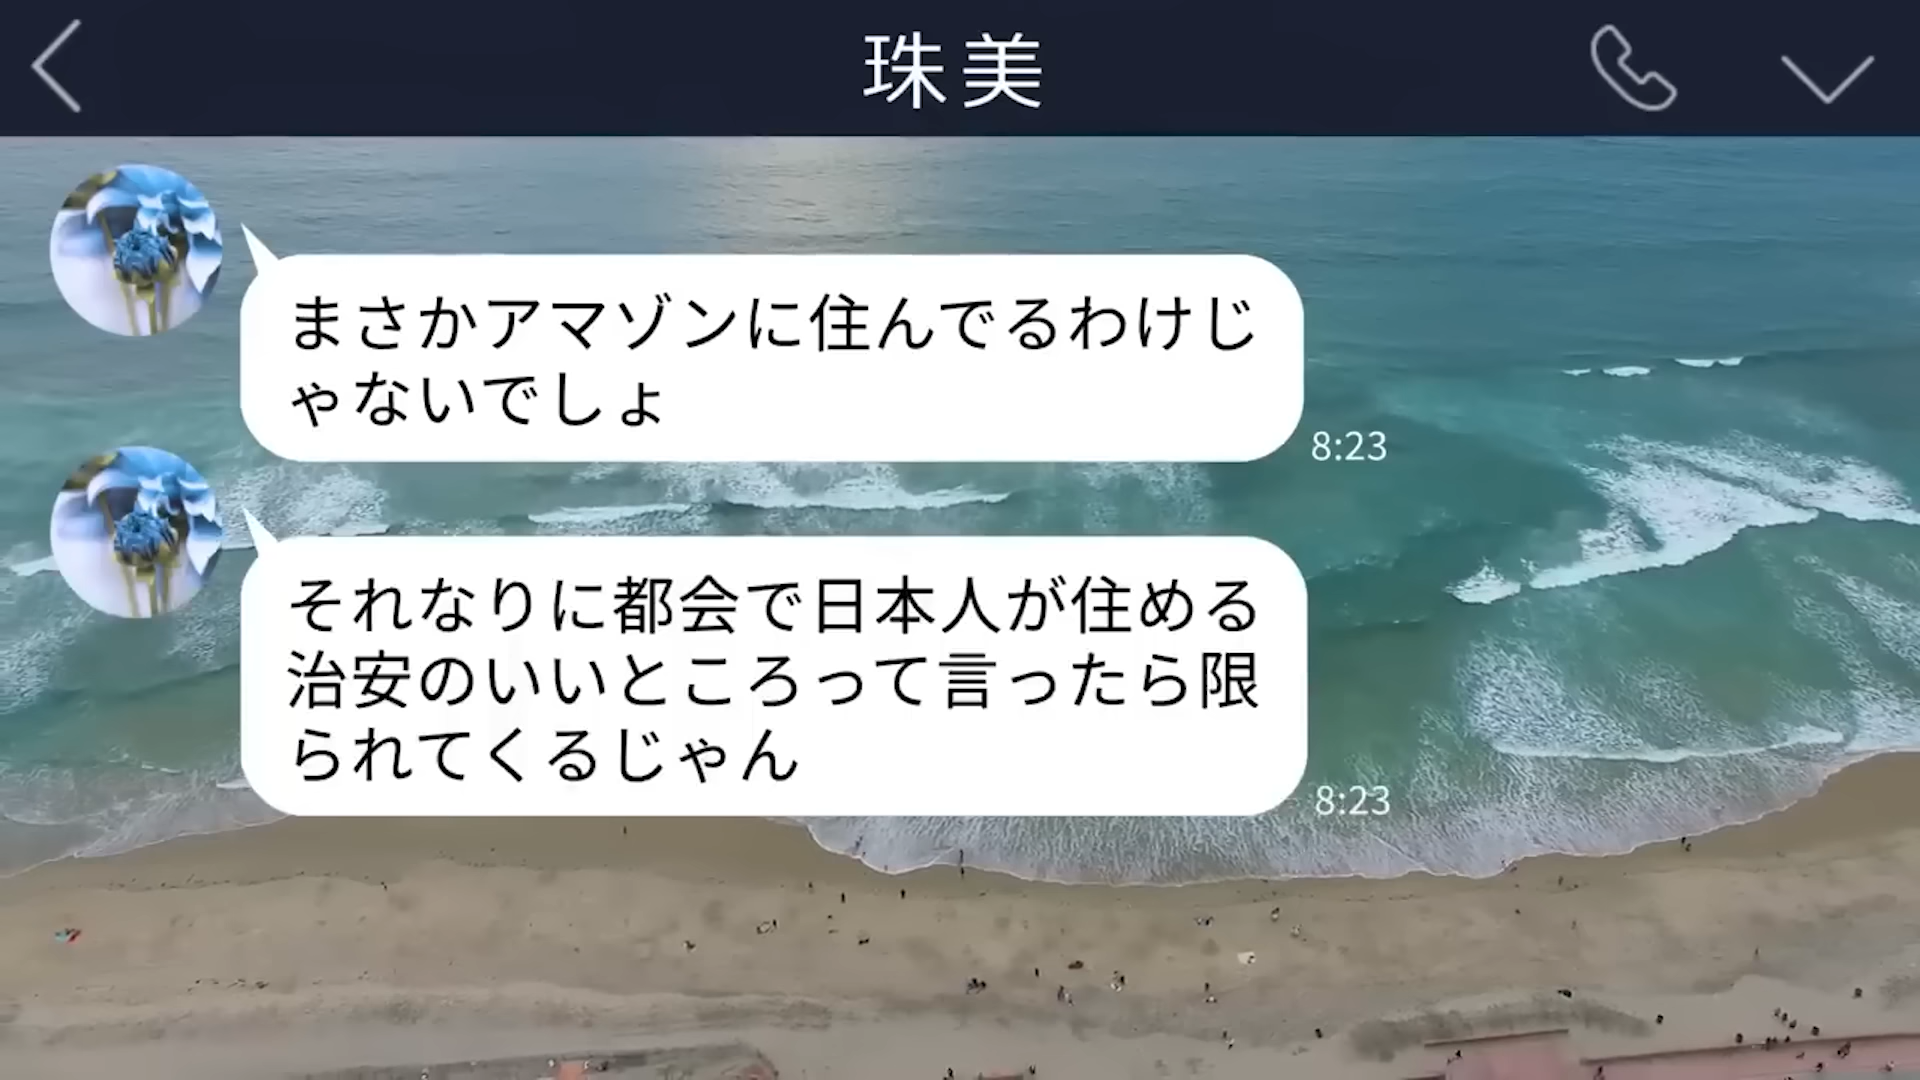 珠美
まさかアマゾンに住んでるわけじ
ゃないでしょ
8:23
それなりに都会で日本人が住める
治安のいいところって言ったら限
られてくるじゃん
8:23